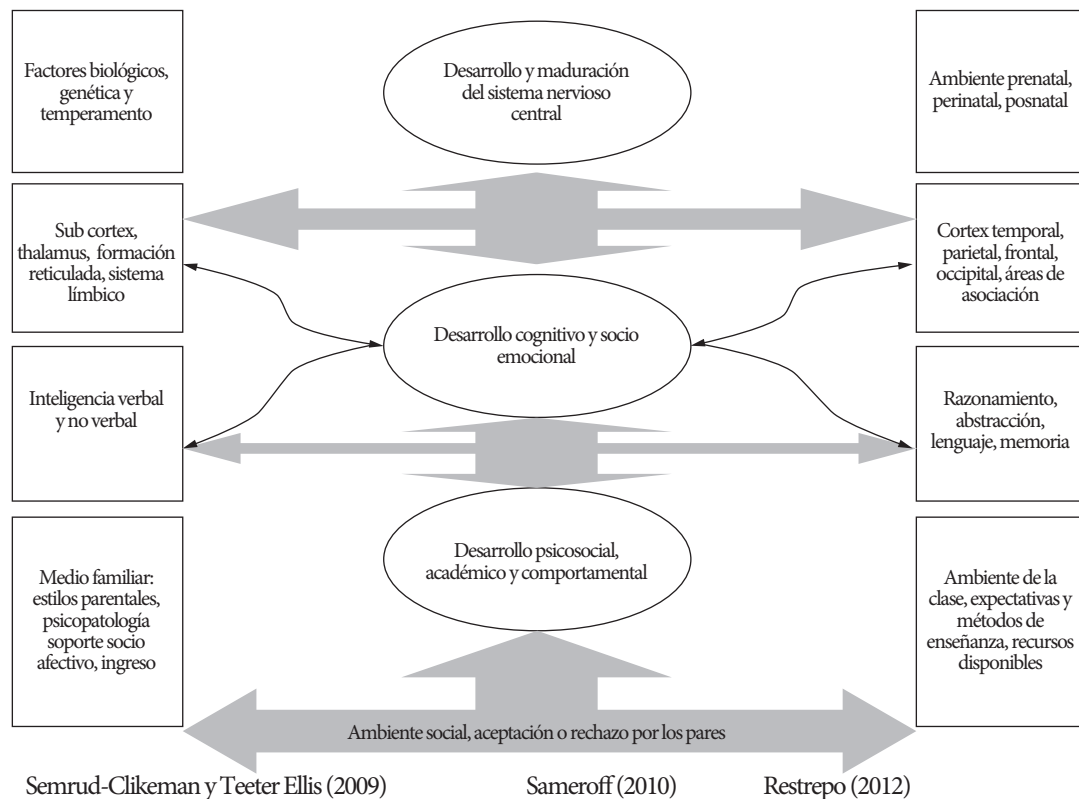 Factores biológicos,
genética y
temperamento
Desarrollo y maduración
del sistema nervioso
central
Ambiente prenatal,
perinatal, posnatal
Sub cortex,
thalamus, formación
reticulada, sistema
límbico
Cortex temporal,
parietal, frontal,
occipital, áreas de
asociación
Desarrollo cognitivo y socio
emocional
Inteligencia verbal
y no verbal
Razonamiento,
abstracción,
lenguaje, memoria
Desarrollo psicosocial,
académico y comportamental
Medio familiar:
estilos parentales,
psicopatología
soporte socio
afectivo, ingreso
Ambiente de la
clase, expectativas y
métodos de
enseñanza, recursos
disponibles
Ambiente social, aceptación o rechazo por los pares
Semrud-Clikeman y Teeter Ellis (2009)
Sameroff (2010)
Restrepo (2012)